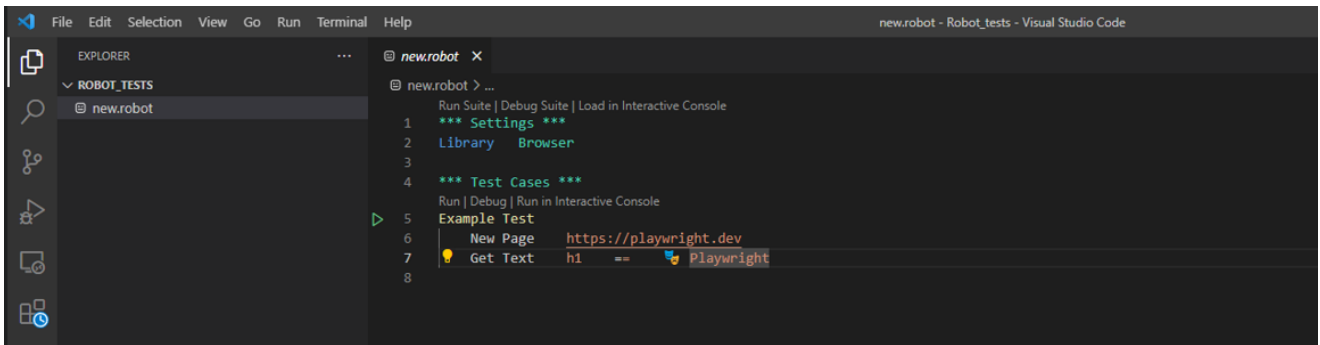 File Edit Selection View Go Run Terminal Help
new.robot - Robot_tests - Visual Studio Code
EXPLORER ...
ROBOT_TESTS
new.robot
new.robot
new.robot > ...
Run Suite | Debug Suite | Load in Interactive Console
1 *** Settings ***
2 Library Browser
3
4 *** Test Cases ***
Run | Debug | Run in Interactive Console
5 Example Test
6 New Page https://playwright.dev
7 Get Text h1 == 🎭 Playwright
8